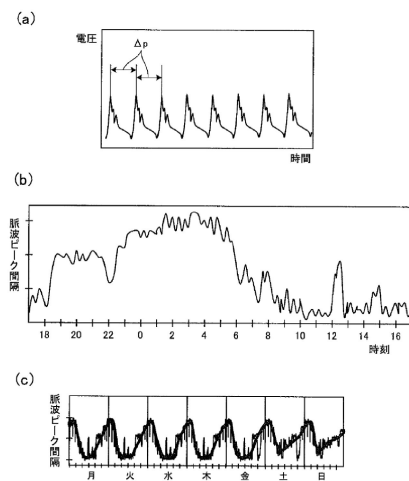 (a)
電圧
Δp
時間
(b)
脈波ピーク間隔
18 20 22 0 2 4 6 8 10 12 14 16
時刻
(c)
脈波ピーク間隔
月 火 水 木 金 土 日